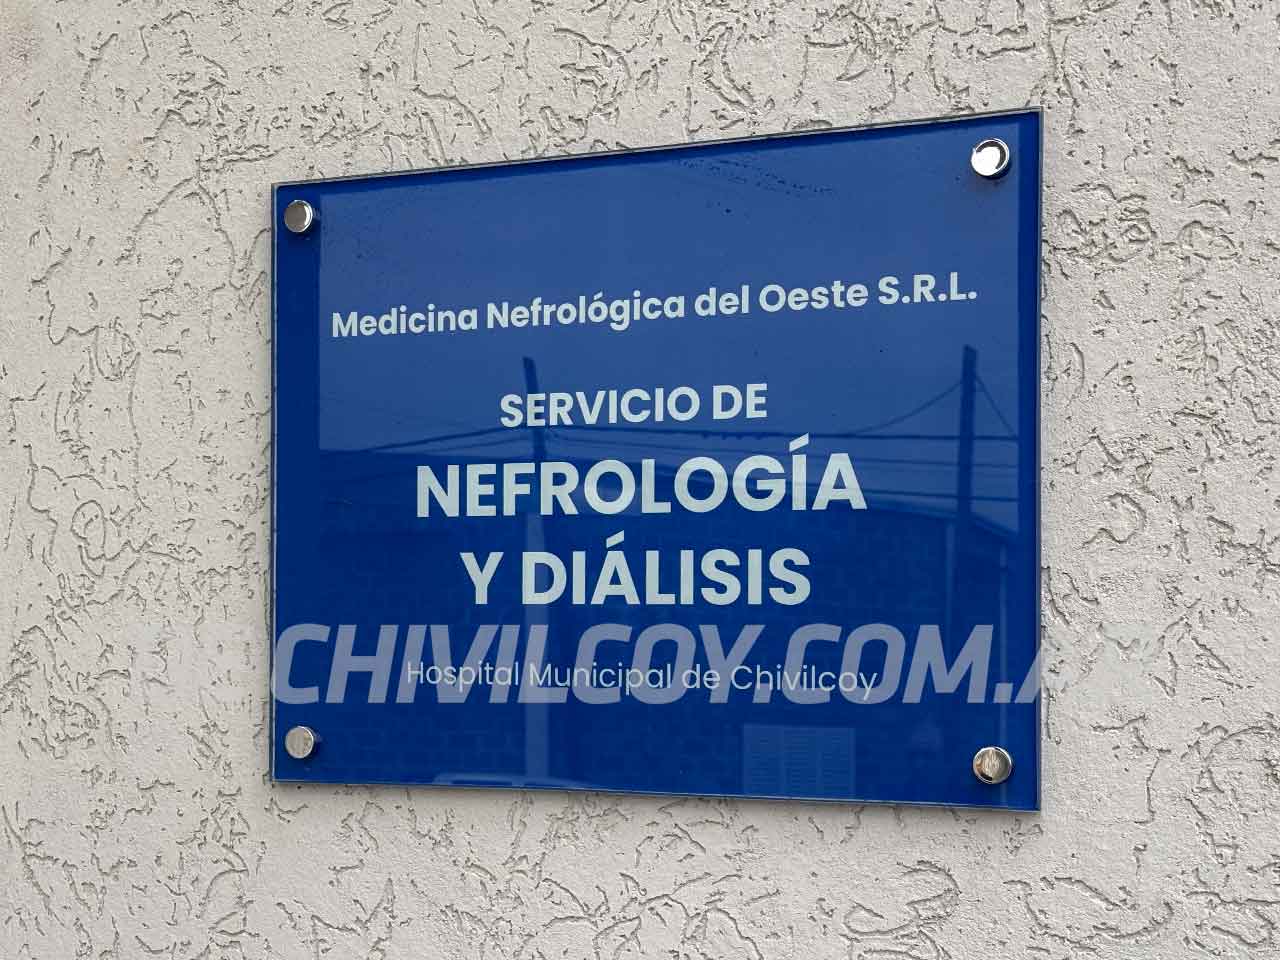 Medicina Nefrológica del Oeste S.R.L.
SERVICIO DE
NEFROLOGÍA
Y DIÁLISIS
CHIVILCOY.COM.A
Hospital Municipal de Chivilcoy